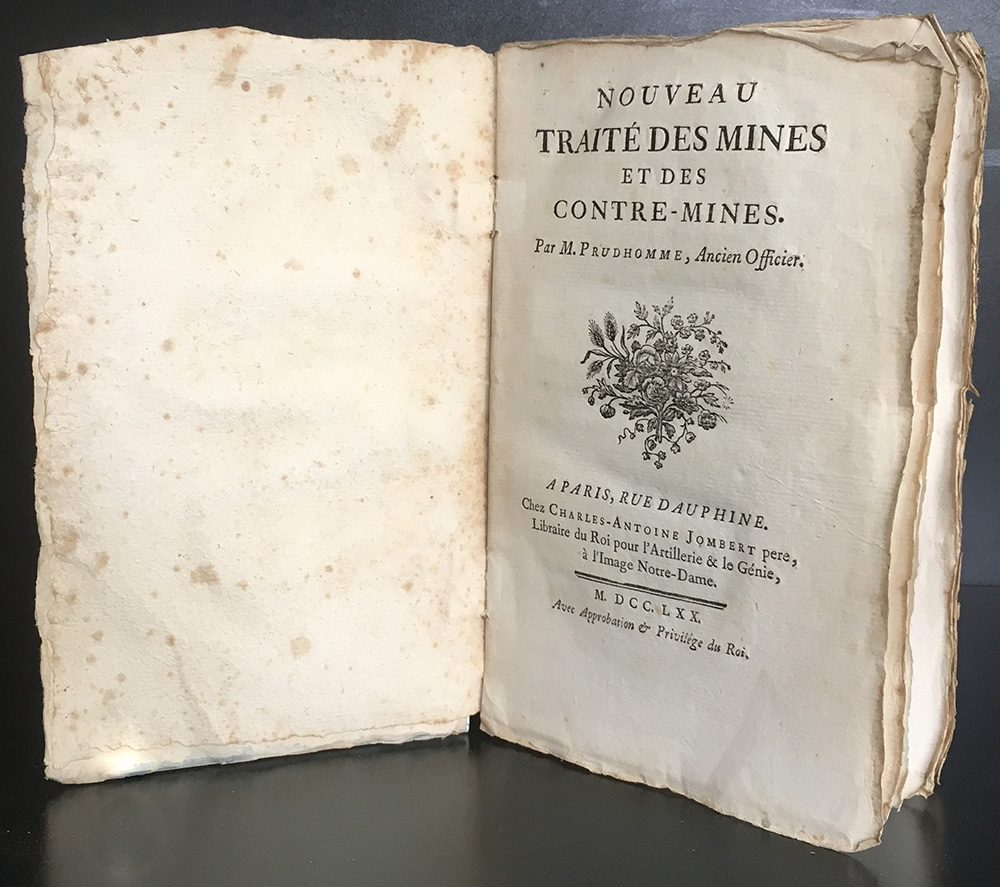 NOUVEAU
TRAITÉ DES MINES
ET DES
CONTRE-MINES.
Par M. PRUDHOMME, Ancien Officier.
A PARIS, RUE DAUPHINE.
Chez CHARLES-ANTOINE JOMBERT pere,
Libraire du Roi pour l'Artillerie & le Génie,
à l'Image Notre-Dame.
M. DCC. LXX.
Avec Approbation & Privilége du Roi.